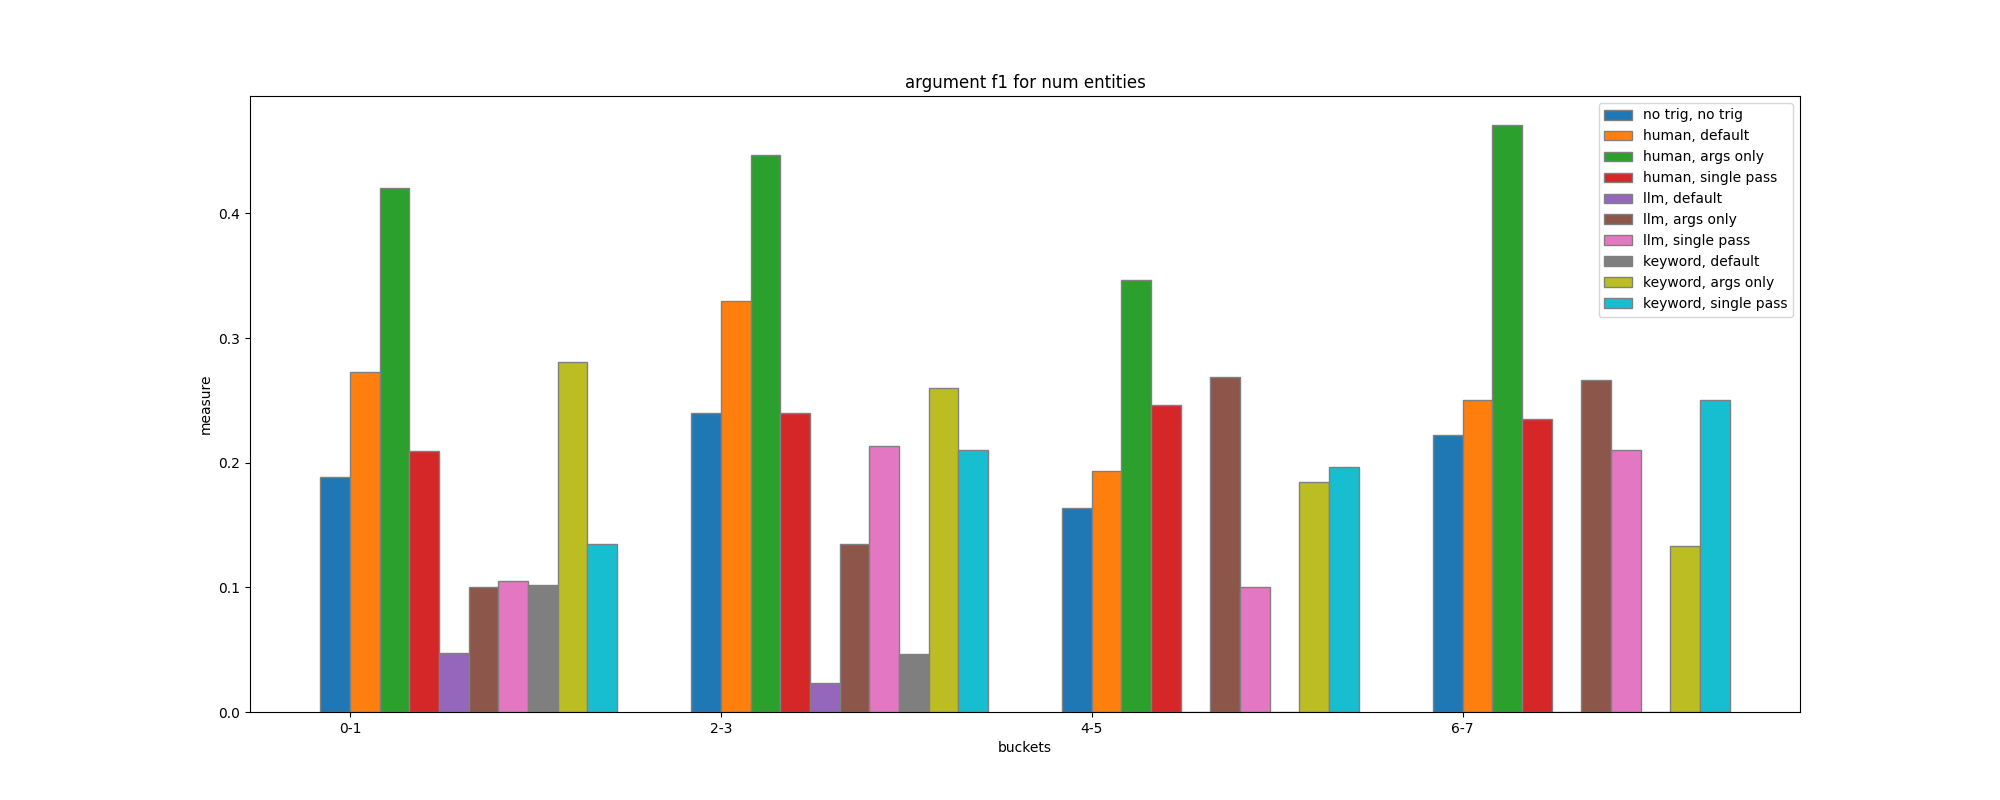 argument f1 for num entities
no trig, no trig
human, default
human, args only
human, single pass
llm, default
llm, args only
llm, single pass
keyword, default
keyword, args only
keyword, single pass
measure
0.4
0.3
0.2
0.1
0.0
0-1
2-3
4-5
6-7
buckets